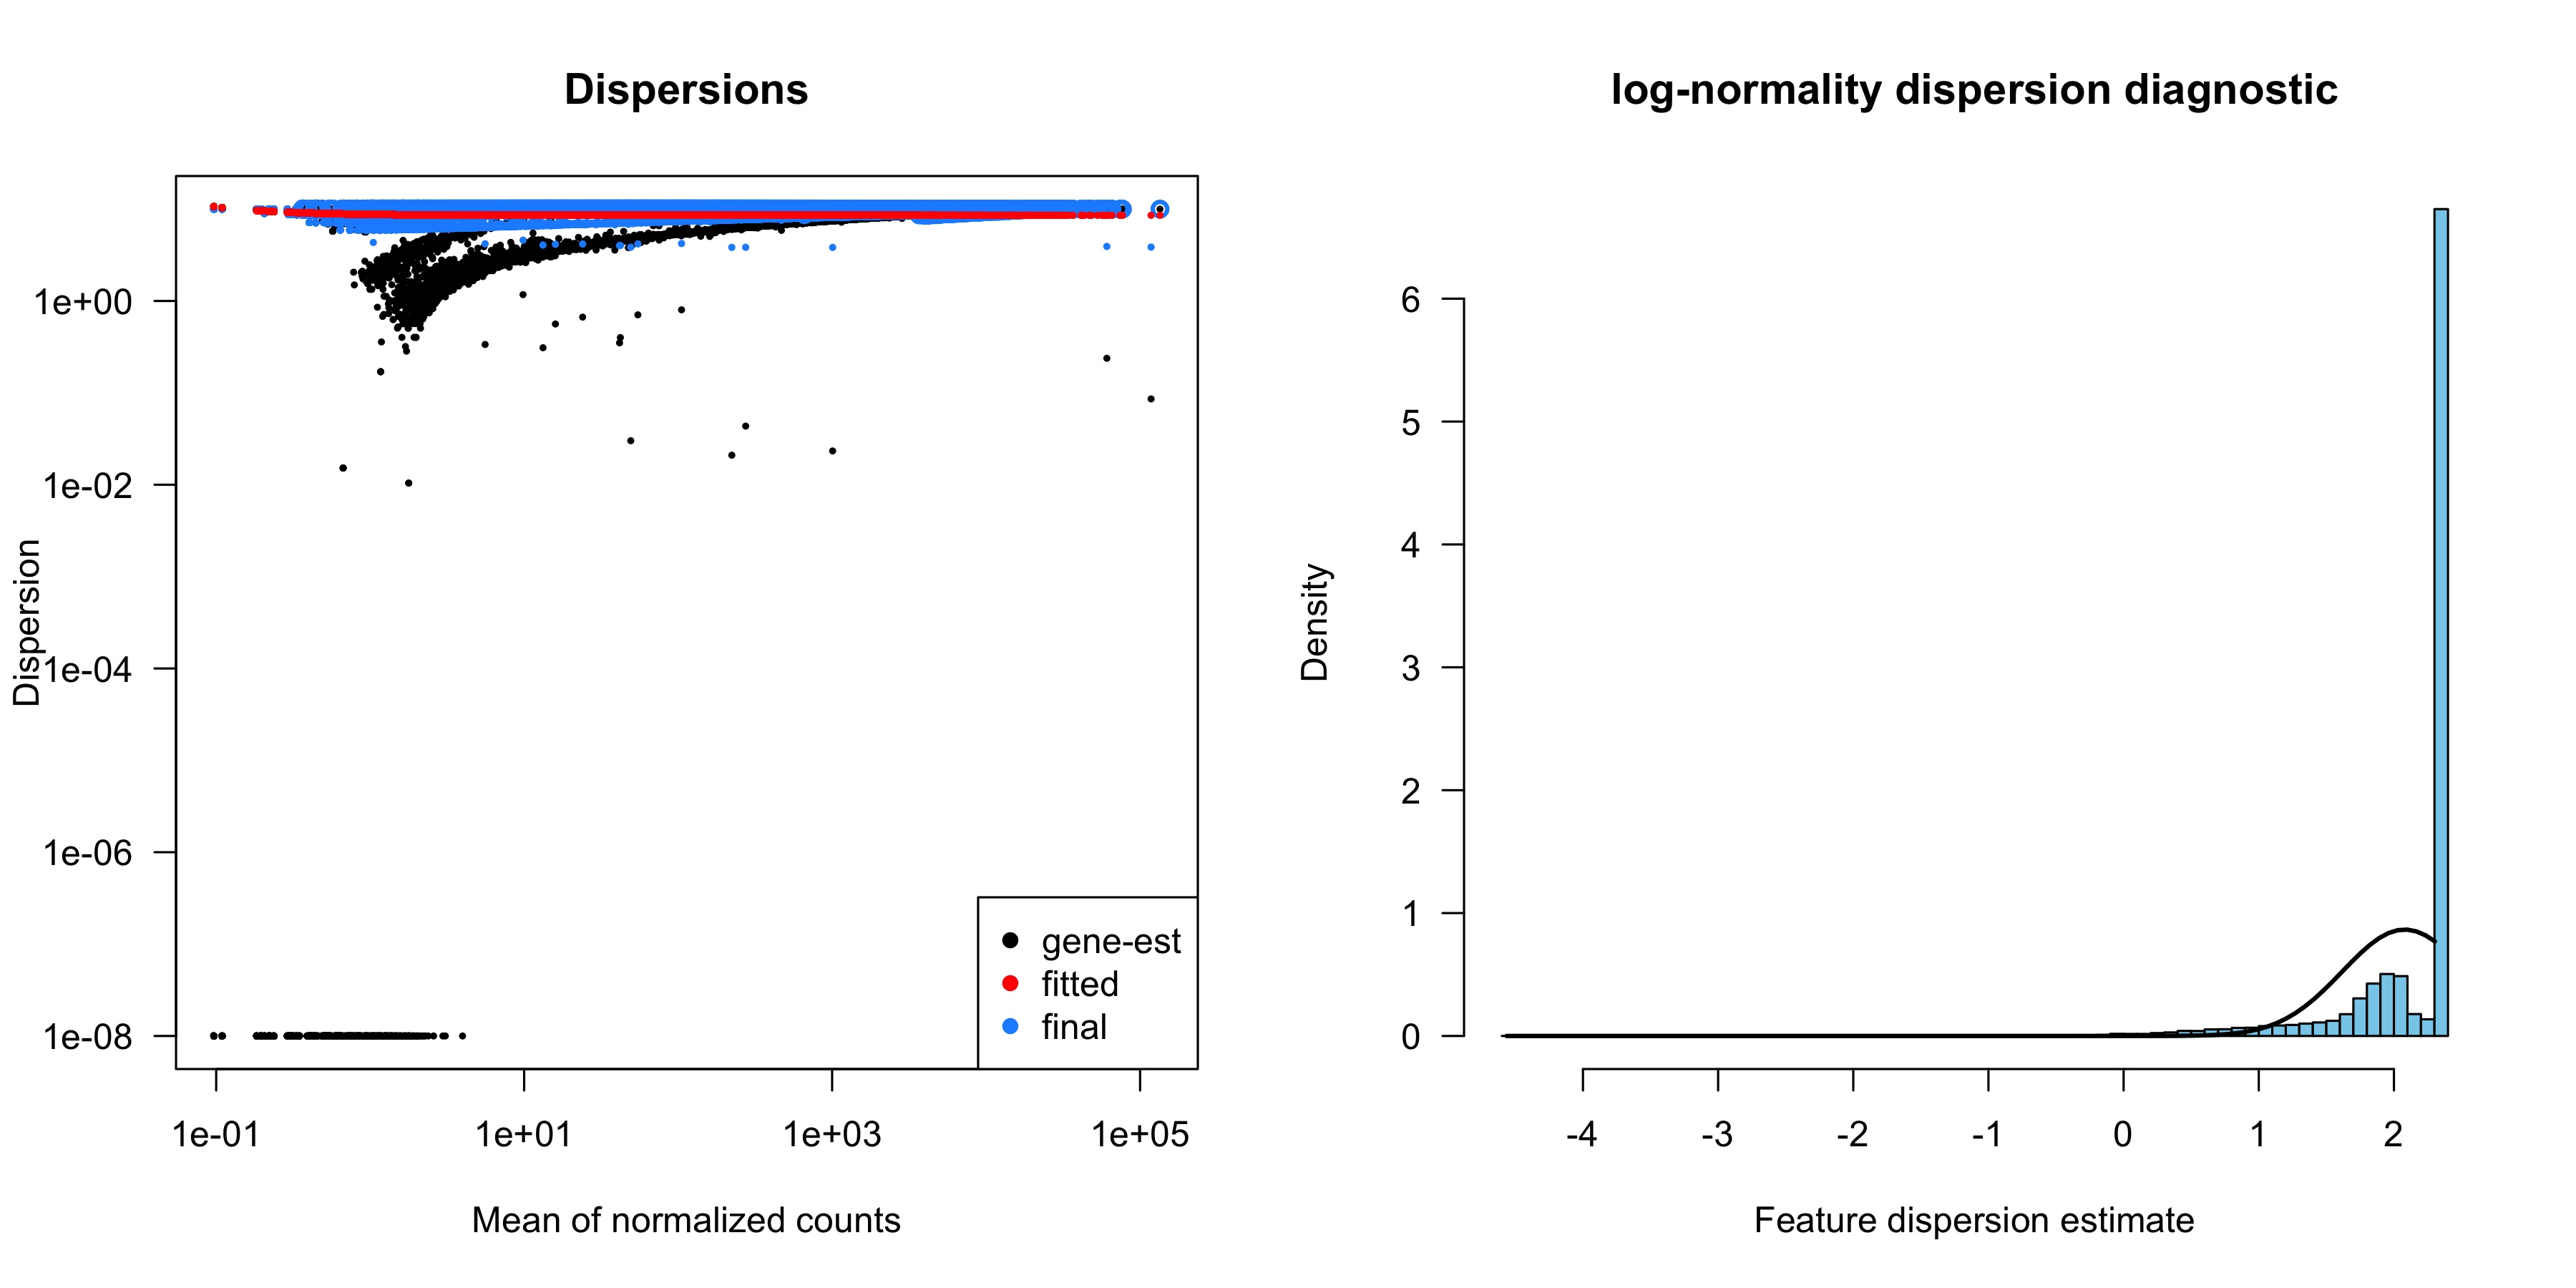 Dispersions
Dispersion
1e+00
1e-02
1e-04
1e-06
1e-08
gene-est
fitted
final
1e-01 1e+01 1e+03 1e+05
Mean of normalized counts
log-normality dispersion diagnostic
Density
6
5
4
3
2
1
0
-4 -3 -2 -1 0 1 2
Feature dispersion estimate